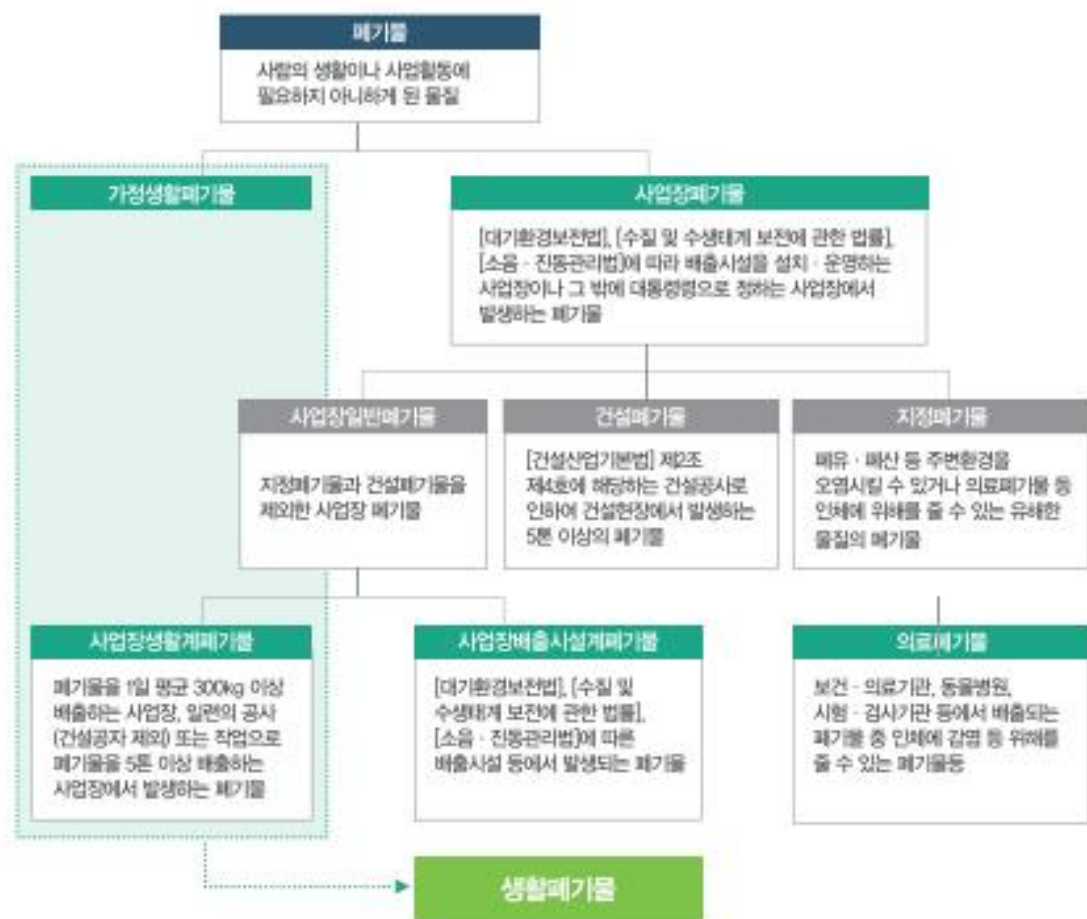 폐기물
사람의 생활이나 사업활동에
필요하지 아니하게 된 물질
가정생활폐기물
사업장폐기물
[대기환경보전법], [수질 및 수생태계 보전에 관한 법률],
[소음·진동관리법]에 따라 배출시설을 설치·운영하는
사업장이나 그 밖에 대통령령으로 정하는 사업장에서
발생하는 폐기물
사업장일반폐기물
지정폐기물과 건설폐기물을
제외한 사업장 폐기물
건설폐기물
[건설산업기본법] 제2조
제4호에 해당하는 건설공사로
인하여 건설현장에서 발생하는
5톤 이상의 폐기물
지정폐기물
폐유·폐산 등 주변환경을
오염시킬 수 있거나 의료폐기물 등
인체에 위해를 줄 수 있는 유해한
물질의 폐기물
사업장생활계폐기물
폐기물을 1일 평균 300kg 이상
배출하는 사업장, 일련의 공사
(건설공자 제외) 또는 작업으로
폐기물을 5톤 이상 배출하는
사업장에서 발생하는 폐기물
사업장배출시설계폐기물
[대기환경보전법], [수질 및
수생태계 보전에 관한 법률],
[소음·진동관리법]에 따른
배출시설 등에서 발생되는 폐기물
의료폐기물
보건·의료기관, 동물병원,
시험·검사기관 등에서 배출되는
폐기물 중 인체에 감염 등 위해를
줄 수 있는 폐기물등
생활폐기물